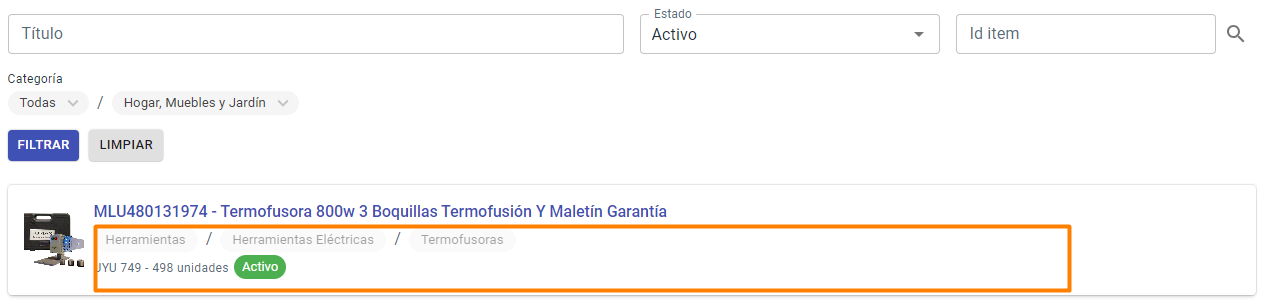 Título
Estado
Activo
Id item
Categoría
Todas / Hogar, Muebles y Jardín
FILTRAR LIMPIAR
MLU480131974 - Termofusora 800w 3 Boquillas Termofusión Y Maletín Garantía
Herramientas / Herramientas Eléctricas / Termofusoras
UYU 749 - 498 unidades Activo